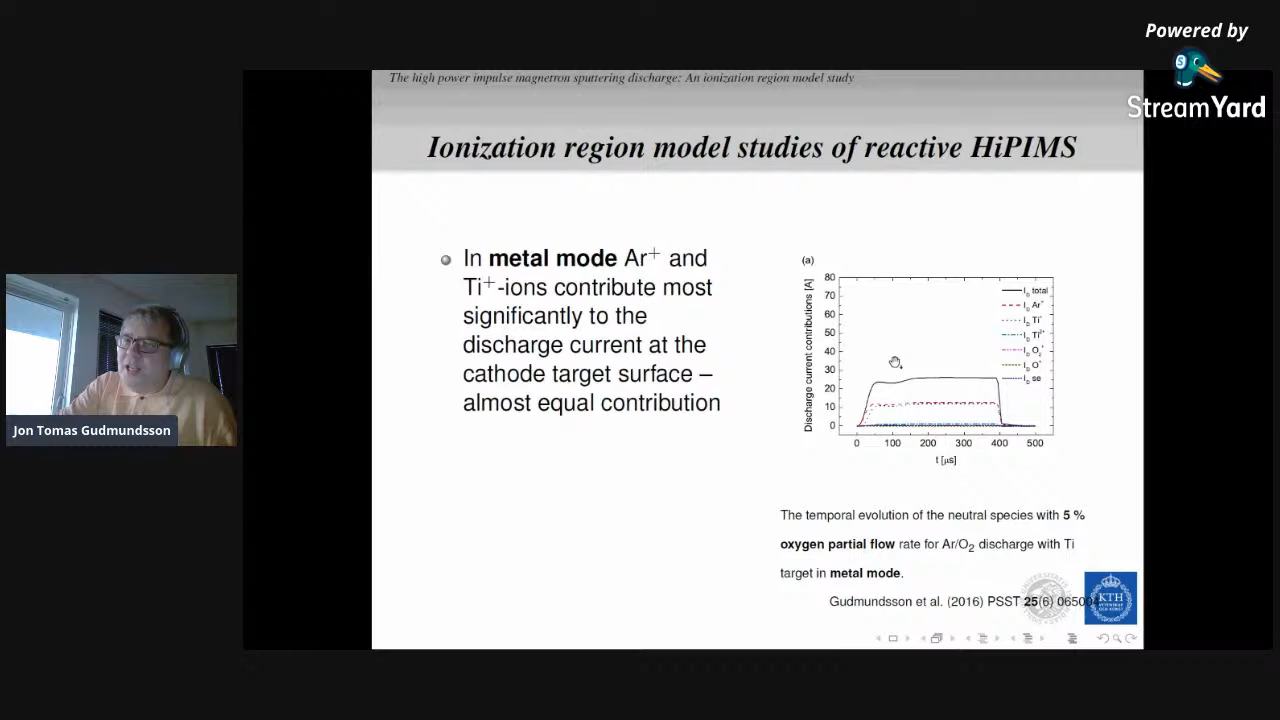 Powered by
StreamYard
The high power impulse magnetron sputtering discharge: An ionization region model study
Ionization region model studies of reactive HiPIMS
In metal mode Ar+ and
Ti+-ions contribute most
significantly to the
discharge current at the
cathode target surface –
almost equal contribution
(a)
Discharge current contributions [A]
80
70
60
50
40
30
20
10
0
I_D total
I_D Ar+
I_D Ti+
I_D Ti2+
I_D O2+
I_D O+
I_D se
0 100 200 300 400 500
t [μs]
The temporal evolution of the neutral species with 5 %
oxygen partial flow rate for Ar/O2 discharge with Ti
target in metal mode.
Gudmundsson et al. (2016) PSST 25(6) 06500
KTH
Jon Tomas Gudmundsson